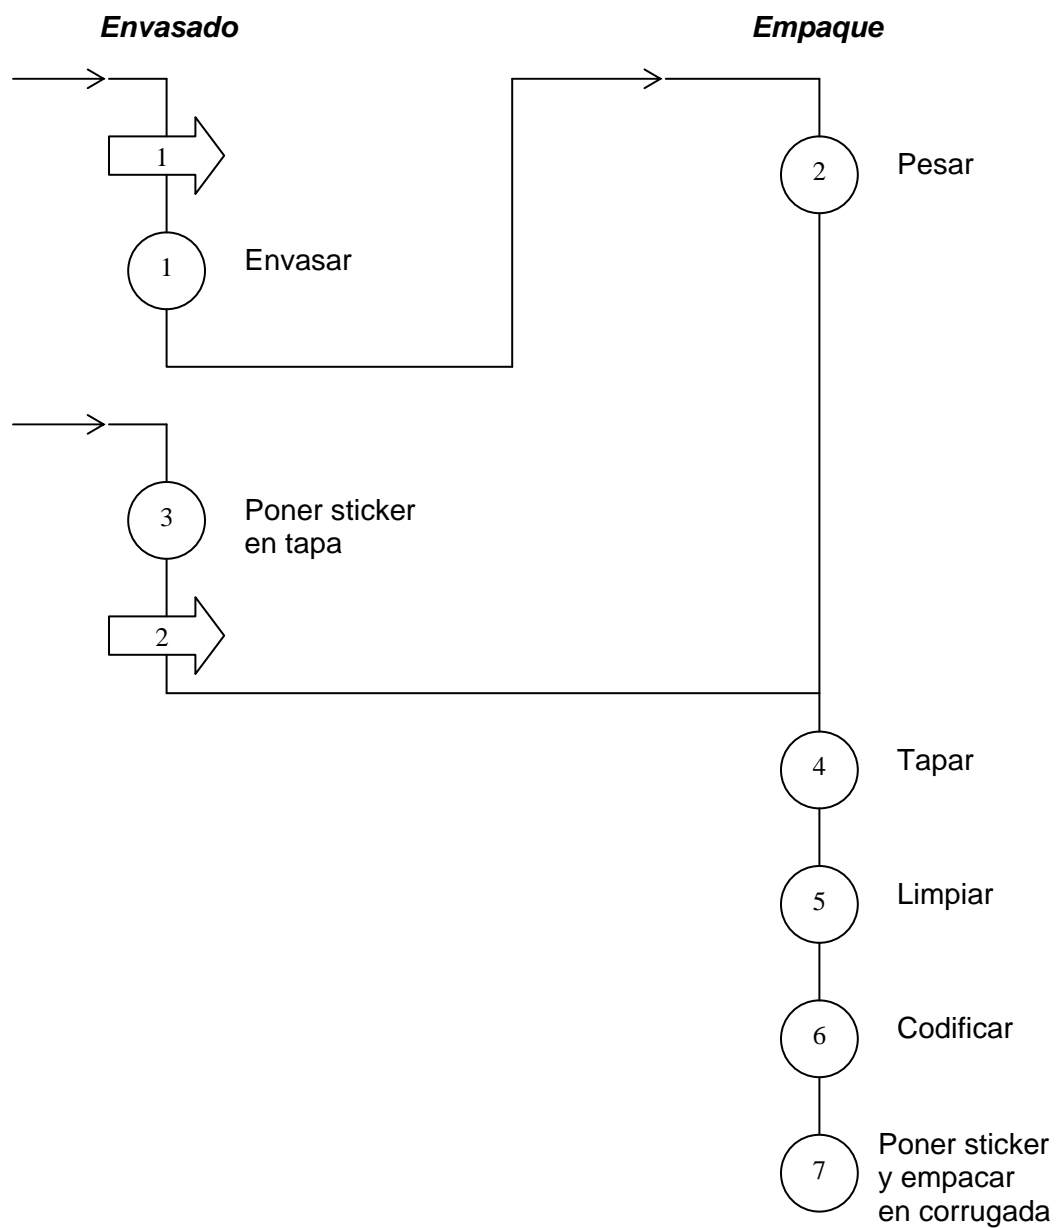 Envasado
Empaque
1
2
Pesar
1
Envasar
3
Poner sticker
en tapa
2
4
Tapar
5
Limpiar
6
Codificar
7
Poner sticker
y empacar
en corrugada